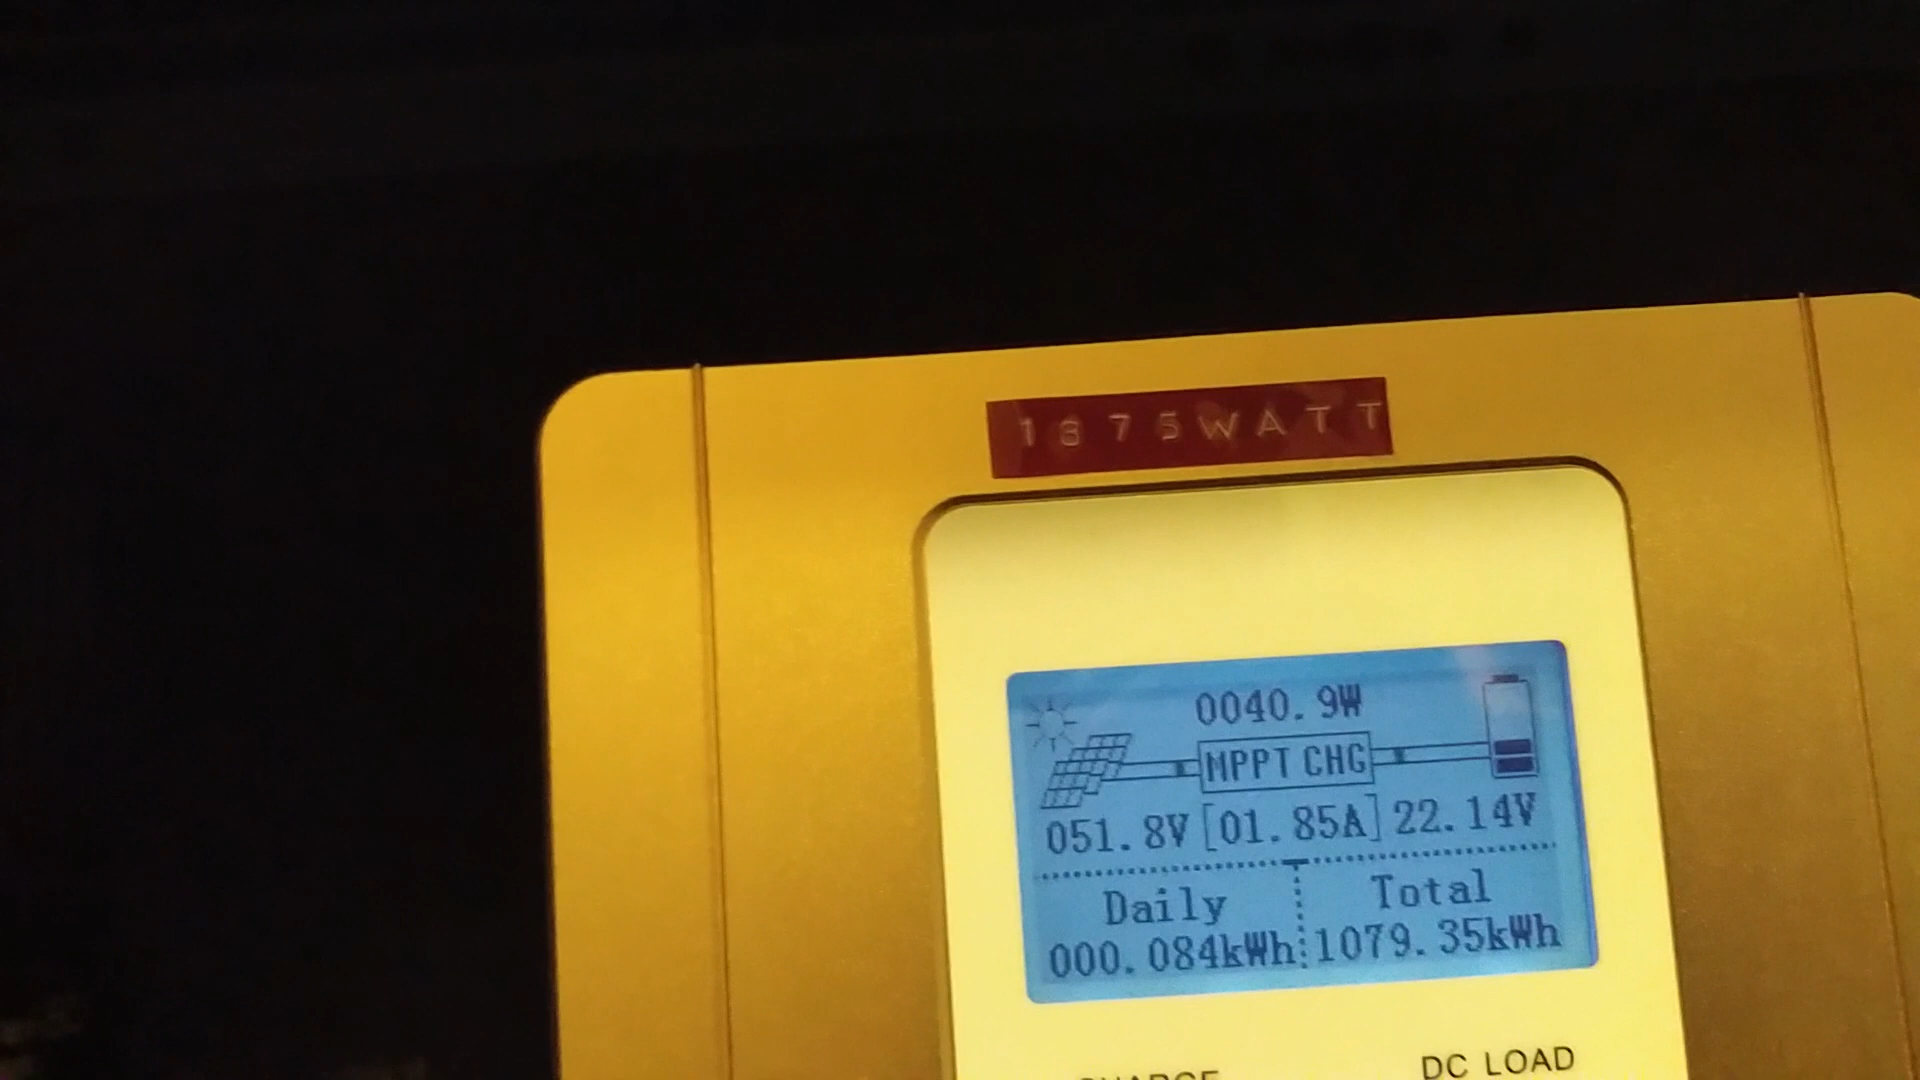 1875WATT
0040.9W
MPPT CHG
051.8V [01.85A] 22.14V
Daily Total
000.084kWh 1079.35kWh
DC LOAD